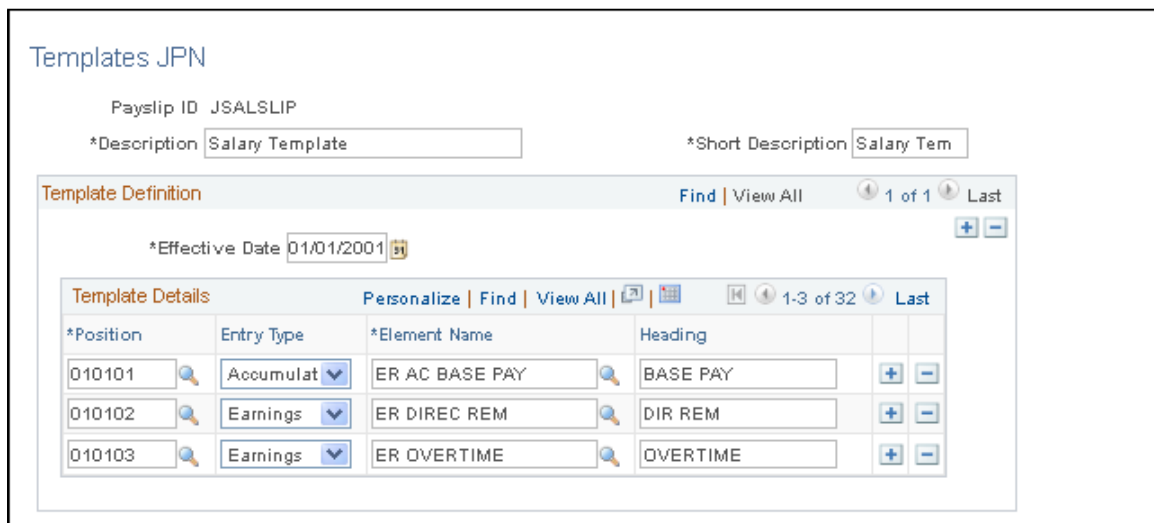 Templates JPN
Payslip ID JSALSLIP
*Description Salary Template *Short Description Salary Tem
Template Definition Find | View All 1 of 1 Last
*Effective Date 01/01/2001 31
Template Details Personalize | Find | View All | | 1-3 of 32 Last
*Position Entry Type *Element Name Heading
010101 Accumulat ER AC BASE PAY BASE PAY
010102 Earnings ER DIREC REM DIR REM
010103 Earnings ER OVERTIME OVERTIME